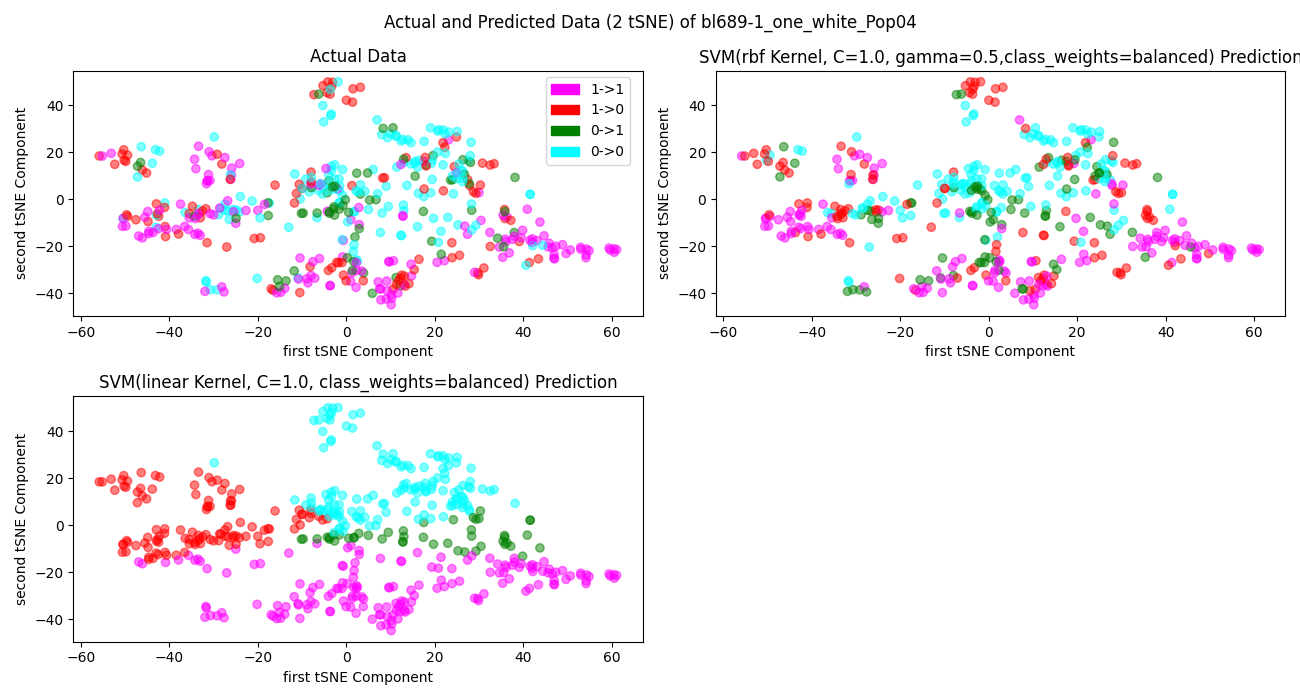 Actual and Predicted Data (2 tSNE) of bl689-1_one_white_Pop04
Actual Data
second tSNE Component
40
20
0
−20
−40
1->1
1->0
0->1
0->0
−60 −40 −20 0 20 40 60
first tSNE Component
SVM(rbf Kernel, C=1.0, gamma=0.5,class_weights=balanced) Prediction
second tSNE Component
40
20
0
−20
−40
−60 −40 −20 0 20 40 60
first tSNE Component
SVM(linear Kernel, C=1.0, class_weights=balanced) Prediction
second tSNE Component
40
20
0
−20
−40
−60 −40 −20 0 20 40 60
first tSNE Component